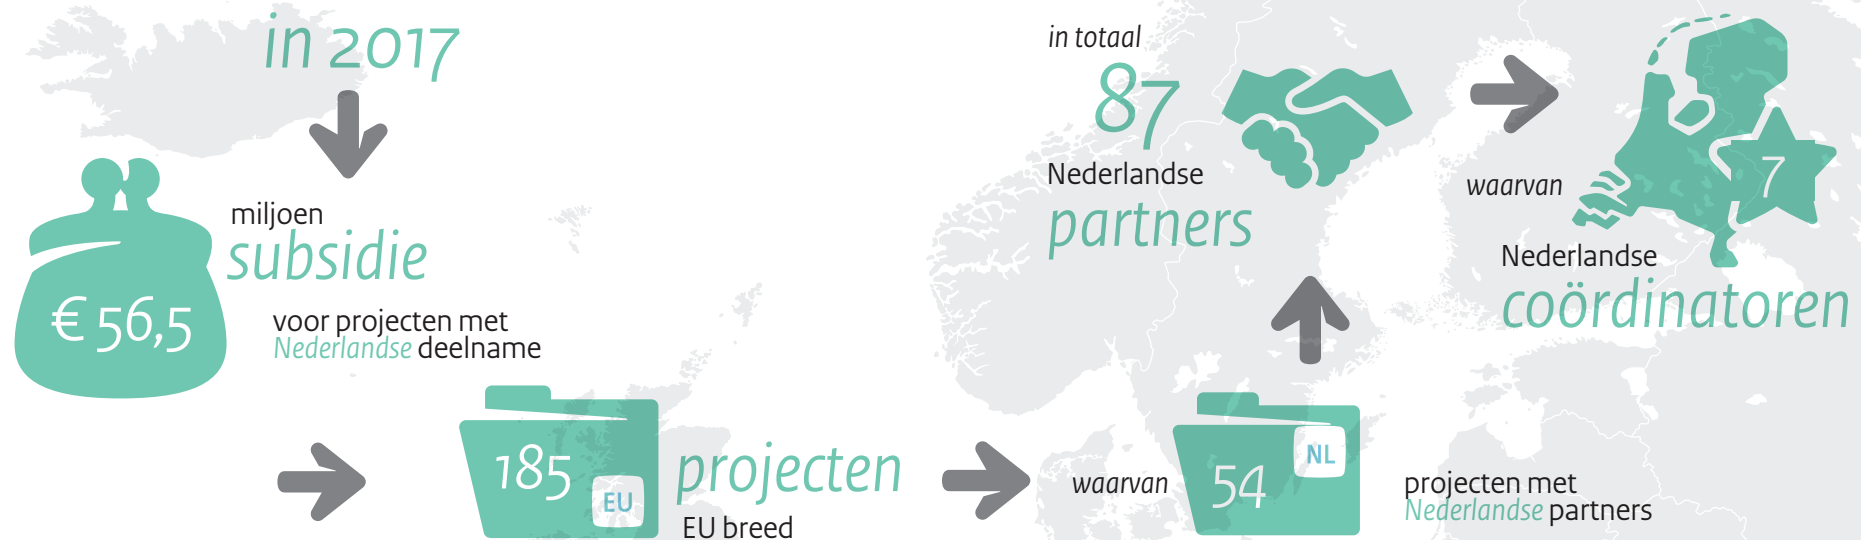 in 2017
€ 56,5
miljoen
subsidie
voor projecten met
Nederlandse deelname
185
EU
projecten
EU breed
waarvan
54
NL
projecten met
Nederlandse partners
in totaal
87
Nederlandse
partners
waarvan
7
Nederlandse
coördinatoren